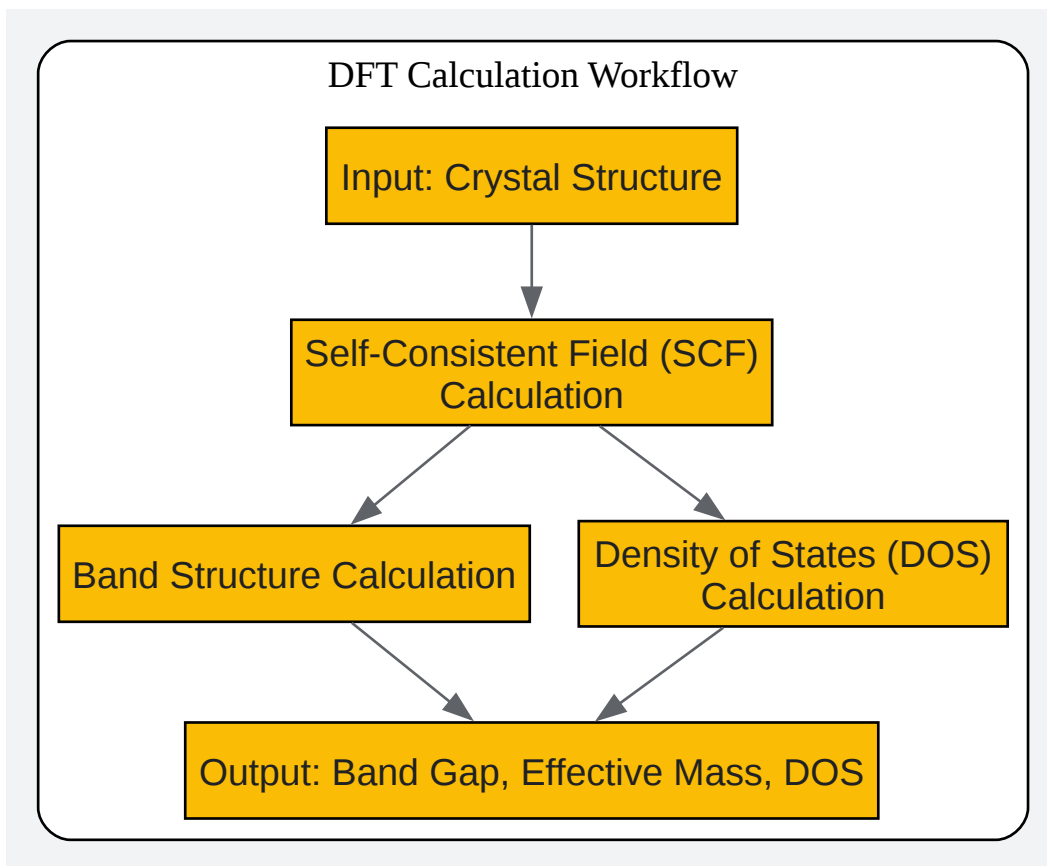 DFT Calculation Workflow
Input: Crystal Structure
Self-Consistent Field (SCF)
Calculation
Band Structure Calculation
Density of States (DOS)
Calculation
Output: Band Gap, Effective Mass, DOS